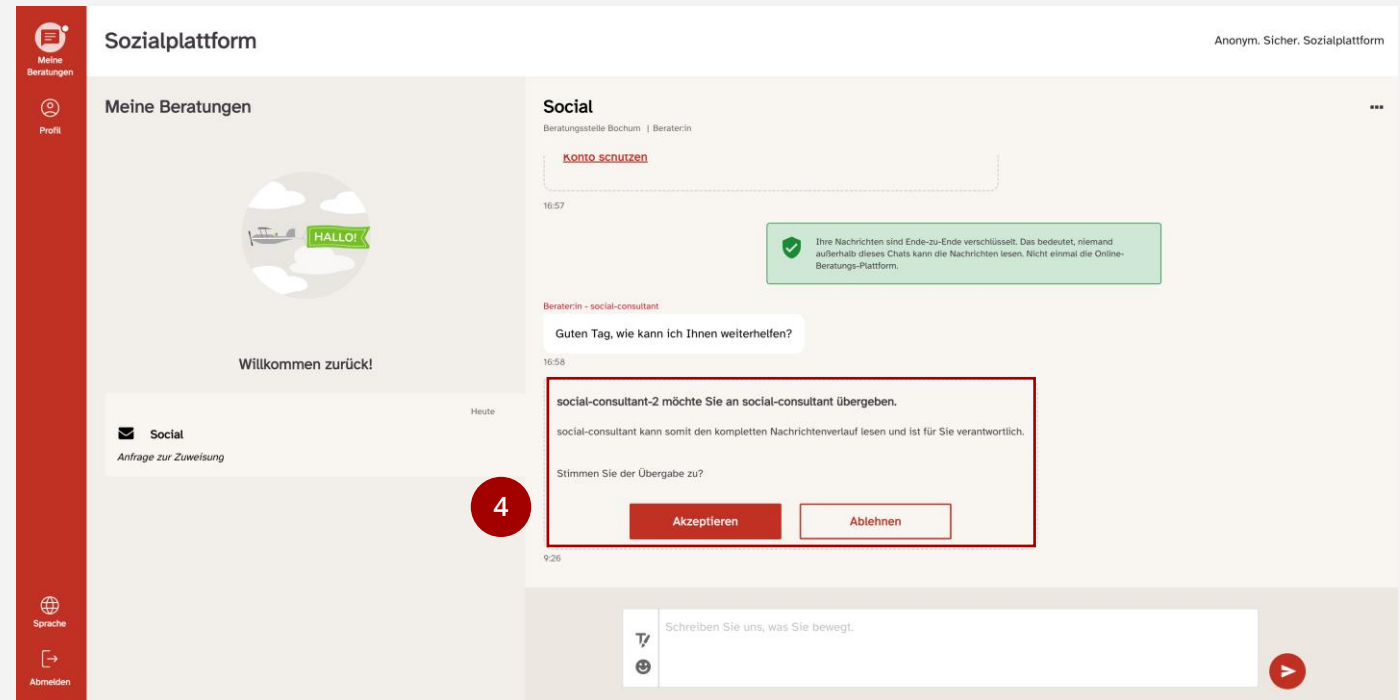 Meine
Beratungen
Profil
Sprache
Abmelden
Sozialplattform
Anonym. Sicher. Sozialplattform
Meine Beratungen
HALLO!
Willkommen zurück!
Heute
Social
Anfrage zur Zuweisung
Social
Beratungsstelle Bochum | Berater:in
Konto schützen
16:57
Ihre Nachrichten sind Ende-zu-Ende verschlüsselt. Das bedeutet, niemand
außerhalb dieses Chats kann die Nachrichten lesen. Nicht einmal die Online-
Beratungs-Plattform.
Berater:in - social-consultant
Guten Tag, wie kann ich Ihnen weiterhelfen?
16:58
social-consultant-2 möchte Sie an social-consultant übergeben.
social-consultant kann somit den kompletten Nachrichtenverlauf lesen und ist für Sie verantwortlich.
Stimmen Sie der Übergabe zu?
4
Akzeptieren
Ablehnen
9:26
Schreiben Sie uns, was Sie bewegt.